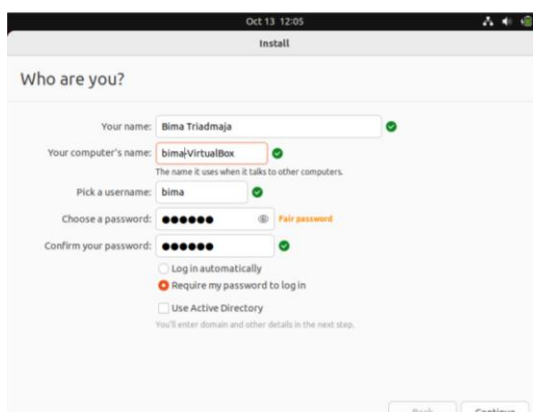 Oct 13 12:05
Install
Who are you?
Your name: Bima Triadmaja
Your computer's name: bima-VirtualBox
The name it uses when it talks to other computers.
Pick a username: bima
Choose a password: ●●●●●● Fair password
Confirm your password: ●●●●●●
Log in automatically
Require my password to log in
Use Active Directory
You'll enter domain and other details in the next step.
Back Continue